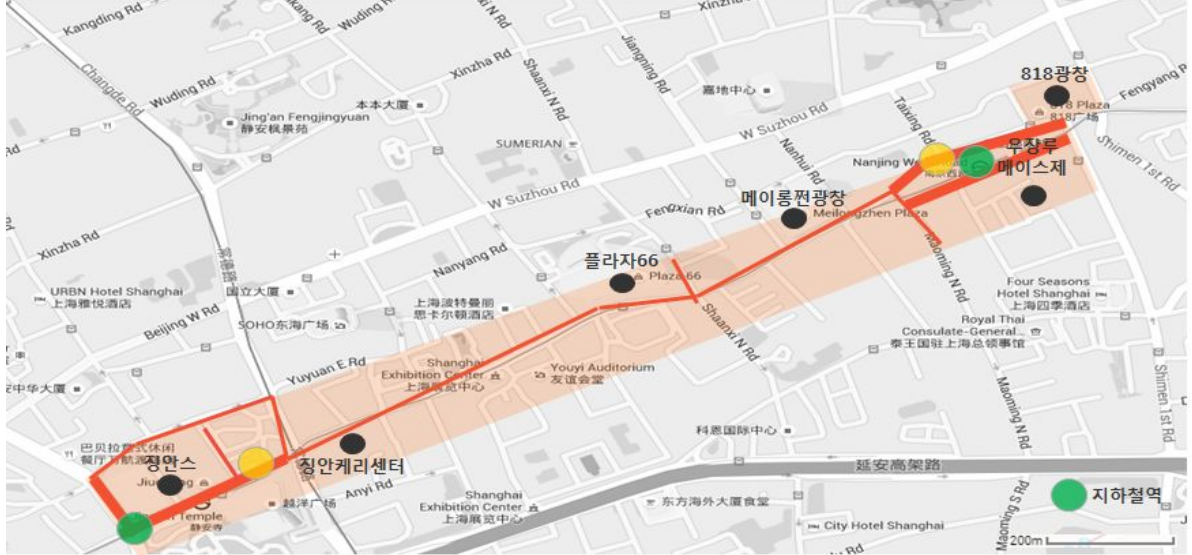 Kangding Rd
Wuding Rd
Xinzha Rd
818광창
Fengyang Rd
Changde Rd
Wuding Rd
Xinzha Rd
Shaanxi N Rd
Jiangning Rd
嘉地中心
本本大厦
Jing'an Fengjingyuan
静安枫景苑
818广场
W Suzhou Rd
Taixing Rd
SUMERIAN
Nanhui Rd
우장루
메이스제
Shimen 1st Rd
W Suzhou Rd
메이룽쩐광창
Meilongzhen Plaza
Fengxian Rd
Xinzha Rd
常德路
Nanyang Rd
플라자66
Plaza 66
Maoming N Rd
URBN Hotel Shanghai
上海雅悦酒店
国立大厦
Four Seasons
Hotel Shanghai
上海四季酒店
Beijing W Rd
SOHO东海广场
上海波特曼丽
思卡尔顿酒店
Shaanxi N Rd
Royal Thai
Consulate-General...
泰王国驻上海总领事馆
Yuyuan E Rd
Shanghai
Exhibition Center
上海展览中心
Youyi Auditorium
友谊会堂
安中华大厦
Maoming N Rd
Shimen 1st Rd
科恩国际中心
징안스
징안케리센터
延安高架路
越洋广场
Anyi Rd
Temple
静安寺
Shanghai
Exhibition Center
上海展览中心
东方海外大厦食堂
City Hotel Shanghai
Maoming S Rd
지하철역
200m